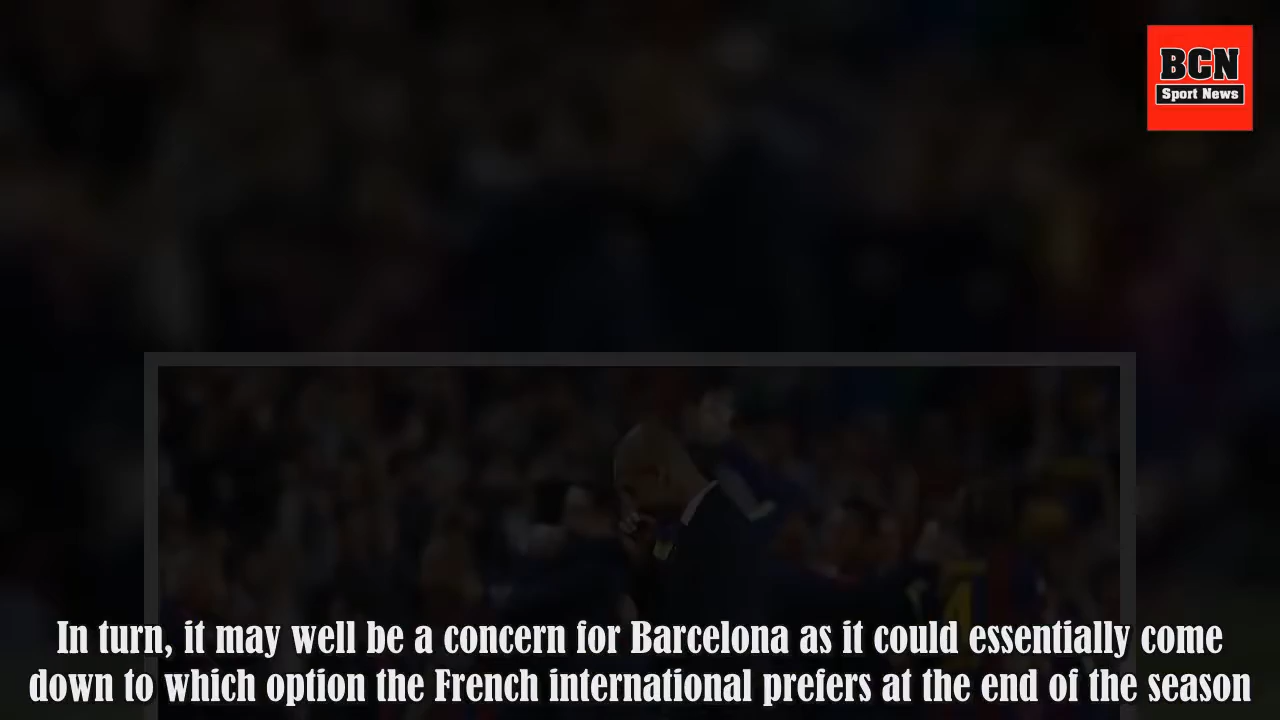 BCN
Sport News
In turn, it may well be a concern for Barcelona as it could essentially come
down to which option the French international prefers at the end of the season